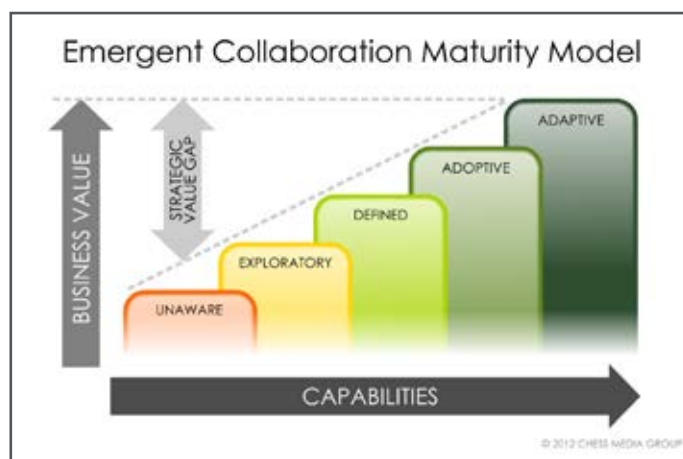 Emergent Collaboration Maturity Model
BUSINESS VALUE
STRATEGIC
VALUE GAP
UNAWARE
EXPLORATORY
DEFINED
ADOPTIVE
ADAPTIVE
CAPABILITIES
© 2012 CHESS MEDIA GROUP